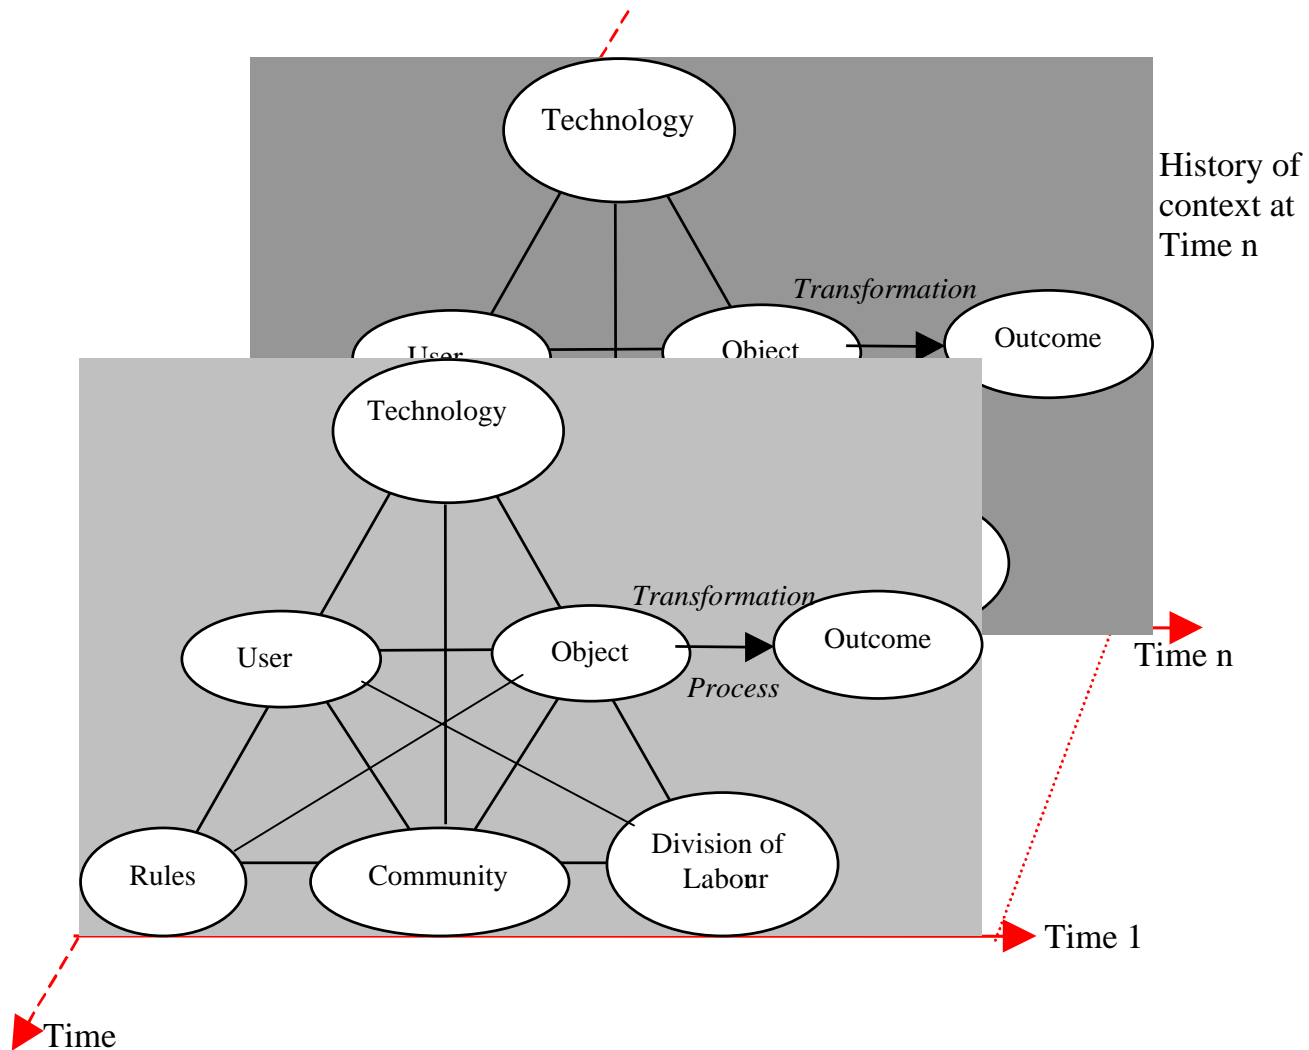 Technology
History of
context at
Time n
Transformation
Outcome
User
Object
Technology
Transformation
User
Object
Outcome
Process
Time n
Rules
Community
Division of
Labour
Time 1
Time